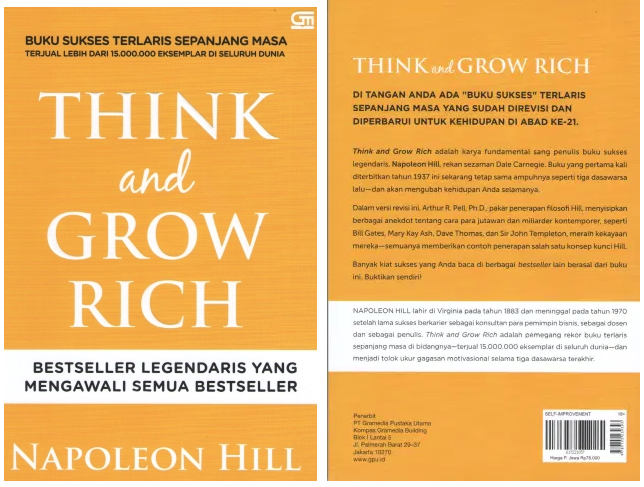 GM
BUKU SUKSES TERLARIS SEPANJANG MASA
TERJUAL LEBIH DARI 15.000.000 EKSEMPLAR DI SELURUH DUNIA
THINK
and
GROW
RICH
BESTSELLER LEGENDARIS YANG
MENGAWALI SEMUA BESTSELLER
NAPOLEON HILL
THINK and GROW RICH
DI TANGAN ANDA ADA "BUKU SUKSES" TERLARIS
SEPANJANG MASA YANG SUDAH DIREVISI DAN
DIPERBARUI UNTUK KEHIDUPAN DI ABAD KE-21.
Think and Grow Rich adalah karya fundamental sang penulis buku sukses
legendaris. Napoleon Hill, rekan sezaman Dale Carnegie. Buku yang pertama kali
diterbitkan tahun 1937 ini sekarang tetap sama ampuhnya seperti tiga dasawarsa
lalu—dan akan mengubah kehidupan Anda selamanya.
Dalam versi revisi ini, Arthur R. Pell, Ph.D., pakar penerapan filosofi Hill, menyisipkan
berbagai anekdot tentang cara para jutawan dan miliarder kontemporer, seperti
Bill Gates, Mary Kay Ash, Dave Thomas, dan Sir John Templeton, meraih kekayaan
mereka—semuanya memberikan contoh penerapan salah satu konsep kunci Hill.
Banyak kiat sukses yang Anda baca di berbagai bestseller lain berasal dari buku
ini. Buktikan sendiri!
NAPOLEON HILL lahir di Virginia pada tahun 1883 dan meninggal pada tahun 1970
setelah lama sukses berkarier sebagai konsultan para pemimpin bisnis, sebagai dosen
dan sebagai penulis. Think and Grow Rich adalah pemegang rekor buku terlaris
sepanjang masa di bidangnya—terjual 15.000.000 eksemplar di seluruh dunia—dan
menjadi tolok ukur gagasan motivasional selama tiga dasawarsa terakhir.
Penerbit
PT Gramedia Pustaka Utama
Kompas Gramedia Building
Blok I Lantai 5
Jl. Palmerah Barat 29-37
Jakarta 10270
www.gpu.id
SELF-IMPROVEMENT
Harga P. Jawa Rp78.000